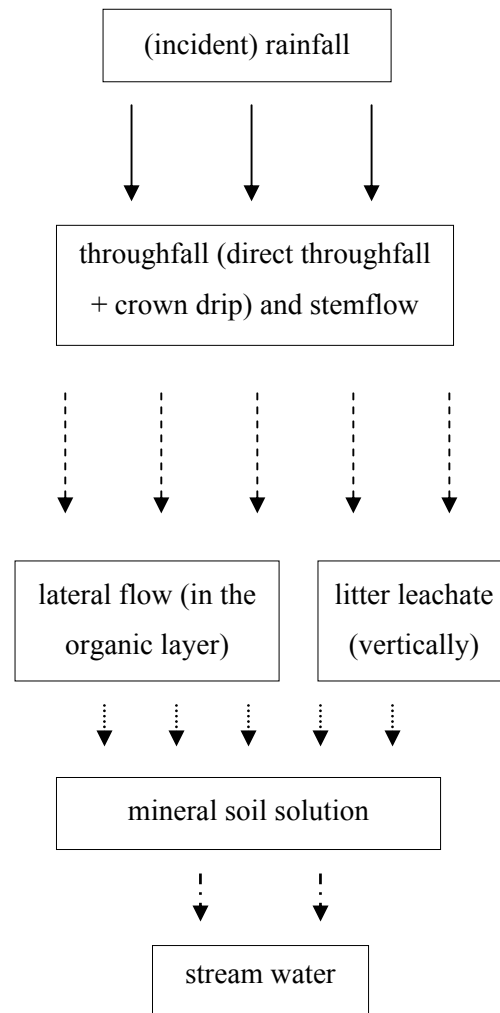 (incident) rainfall
throughfall (direct throughfall
+ crown drip) and stemflow
lateral flow (in the
organic layer)
litter leachate
(vertically)
mineral soil solution
stream water